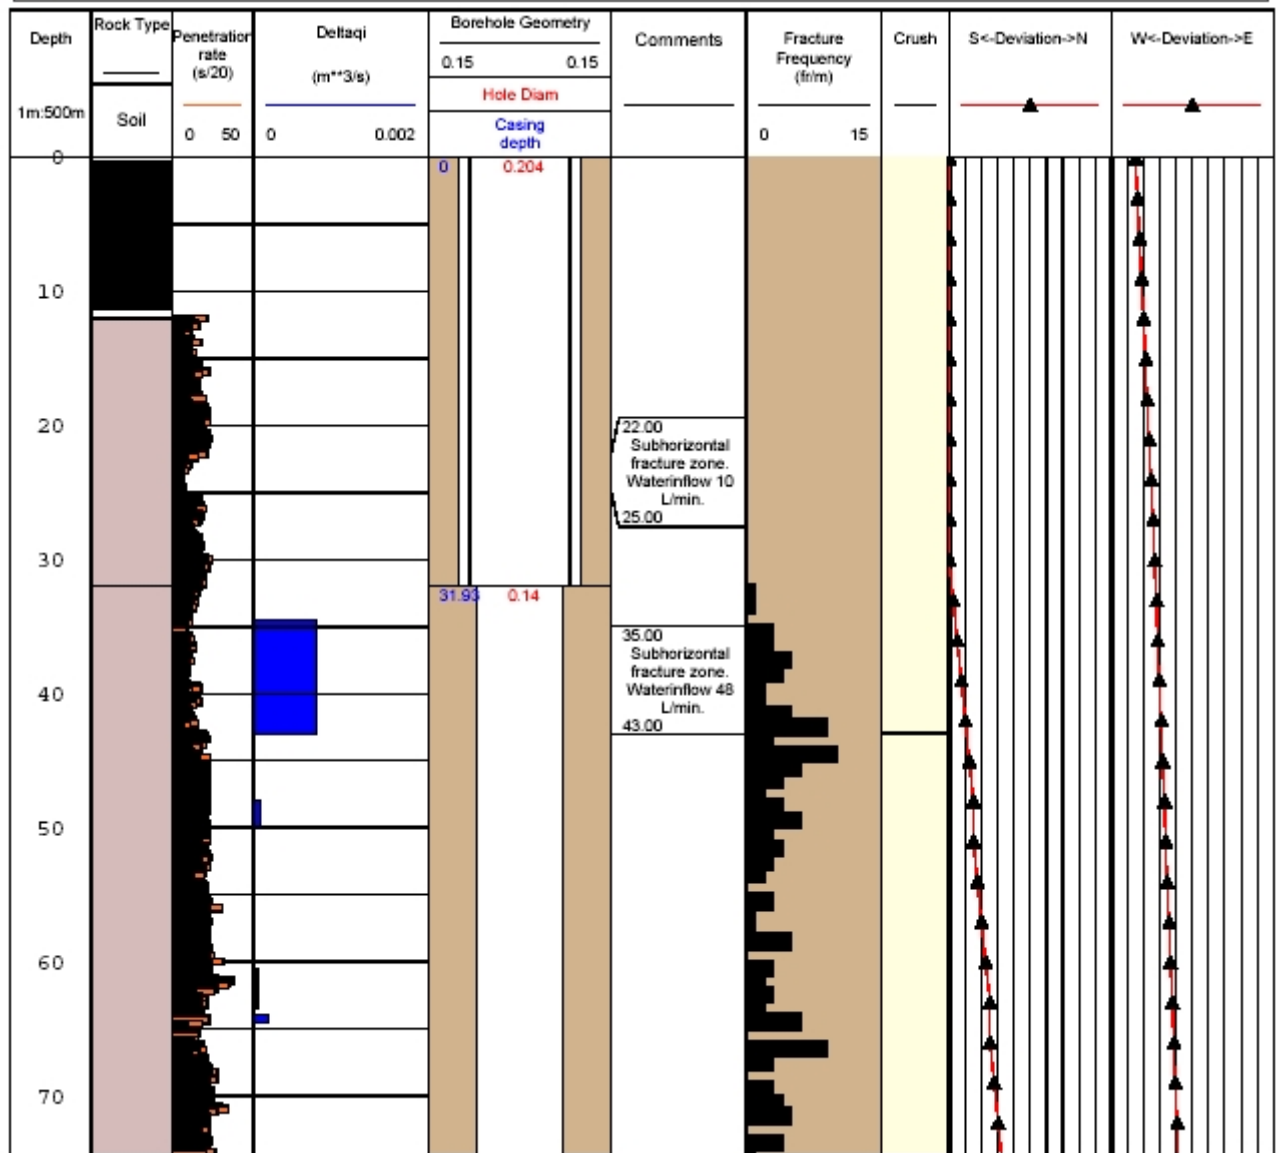 Depth
1m:500m
Rock Type
Soil
Penetration
rate
(s/20)
0 50
Deltaqi
(m**3/s)
0 0.002
Borehole Geometry
0.15 0.15
Hole Diam
Casing
depth
Comments
Fracture
Frequency
(fr/m)
0 15
Crush
S<-Deviation->N
W<-Deviation->E
0
0 0.204
10
20
22.00
Subhorizontal
fracture zone.
Waterinflow 10
L/min.
25.00
30
31.93 0.14
35.00
Subhorizontal
fracture zone.
Waterinflow 48
L/min.
43.00
40
50
60
70